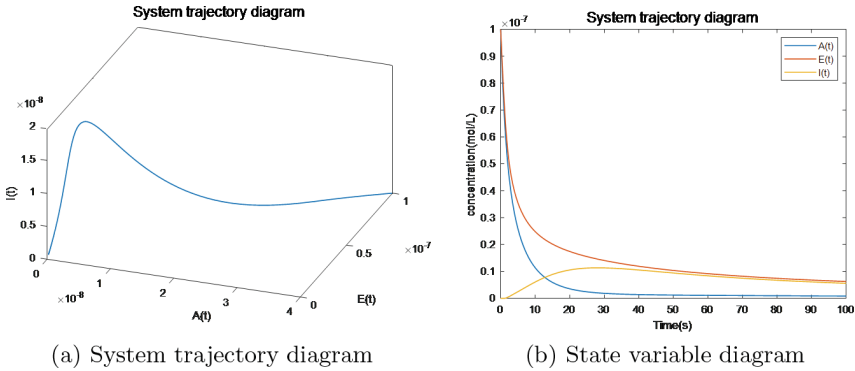 System trajectory diagram
×10⁻⁸
2
1.5
1
0.5
0
I(t)
0
1
2
3
4
×10⁻⁸
A(t)
0
0.5
1
×10⁻⁷
E(t)
(a) System trajectory diagram
System trajectory diagram
×10⁻⁷
1
0.9
0.8
0.7
0.6
0.5
0.4
0.3
0.2
0.1
0
concentration(mol/L)
A(t)
E(t)
I(t)
0 10 20 30 40 50 60 70 80 90 100
Time(s)
(b) State variable diagram